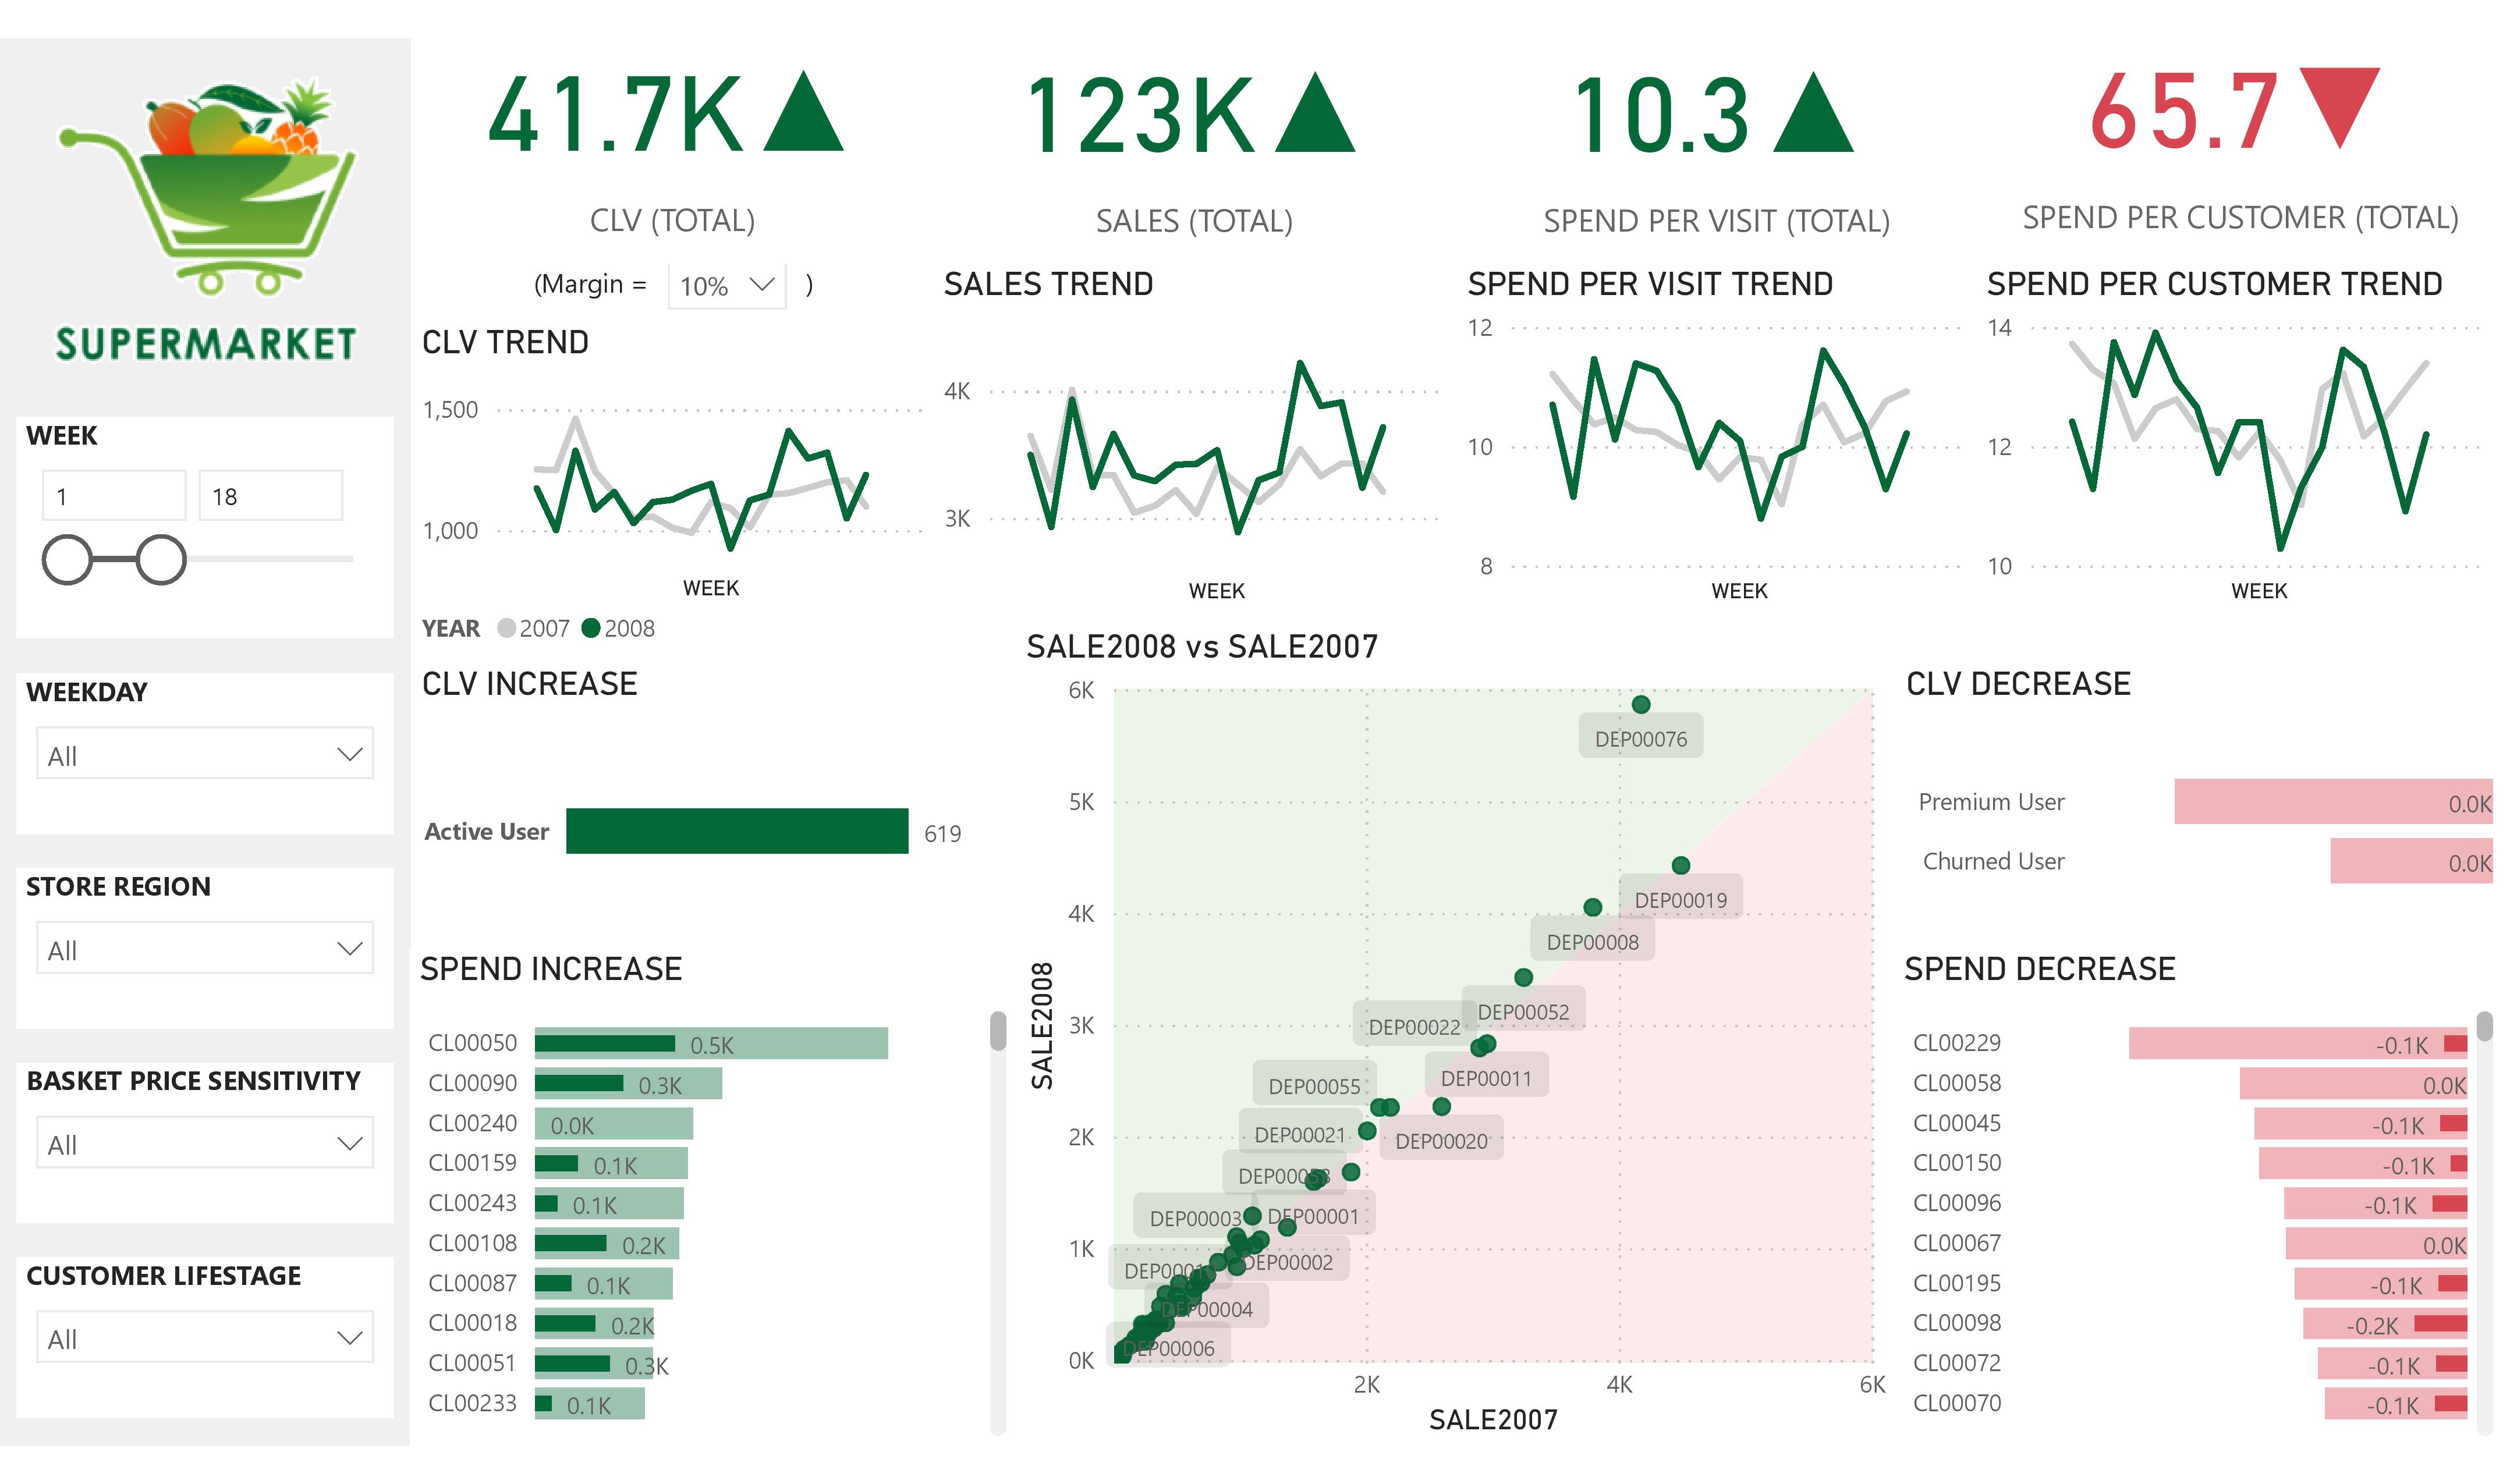 SUPERMARKET
WEEK
1
18
WEEKDAY
All
STORE REGION
All
BASKET PRICE SENSITIVITY
All
CUSTOMER LIFESTAGE
All
41.7K
CLV (TOTAL)
(Margin = 10% )
123K
SALES (TOTAL)
10.3
SPEND PER VISIT (TOTAL)
65.7
SPEND PER CUSTOMER (TOTAL)
CLV TREND
1,500
1,000
WEEK
YEAR 2007 2008
SALES TREND
4K
3K
WEEK
SPEND PER VISIT TREND
12
10
8
WEEK
SPEND PER CUSTOMER TREND
14
12
10
WEEK
CLV INCREASE
Active User 619
SPEND INCREASE
CL00050 0.5K
CL00090 0.3K
CL00240 0.0K
CL00159 0.1K
CL00243 0.1K
CL00108 0.2K
CL00087 0.1K
CL00018 0.2K
CL00051 0.3K
CL00233 0.1K
SALE2008 vs SALE2007
SALE2008
6K
5K
4K
3K
2K
1K
0K
DEP00076
DEP00019
DEP00008
DEP00052
DEP00022
DEP00011
DEP00055
DEP00021
DEP00020
DEP00003
DEP00001
DEP00002
DEP00004
DEP00006
2K
4K
6K
SALE2007
CLV DECREASE
Premium User 0.0K
Churned User 0.0K
SPEND DECREASE
CL00229 -0.1K
CL00058 0.0K
CL00045 -0.1K
CL00150 -0.1K
CL00096 -0.1K
CL00067 0.0K
CL00195 -0.1K
CL00098 -0.2K
CL00072 -0.1K
CL00070 -0.1K